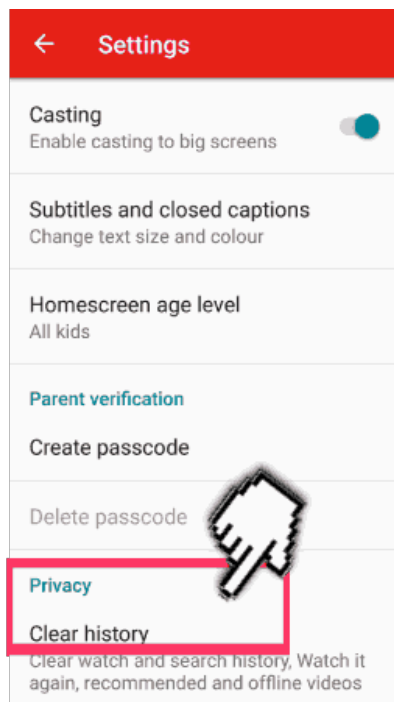 Settings
Casting
Enable casting to big screens
Subtitles and closed captions
Change text size and colour
Homescreen age level
All kids
Parent verification
Create passcode
Delete passcode
Privacy
Clear history
Clear watch and search history, Watch it
again, recommended and offline videos